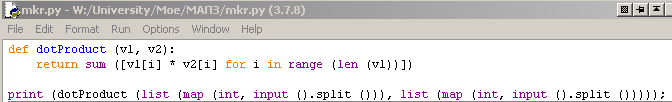 mkr.py - W:/University/Moe/МАПЗ/mkr.py (3.7.8)
File Edit Format Run Options Window Help
def dotProduct (v1, v2):
    return sum ([v1[i] * v2[i] for i in range (len (v1))])
print (dotProduct (list (map (int, input ().split ())), list (map (int, input ().split ()))));